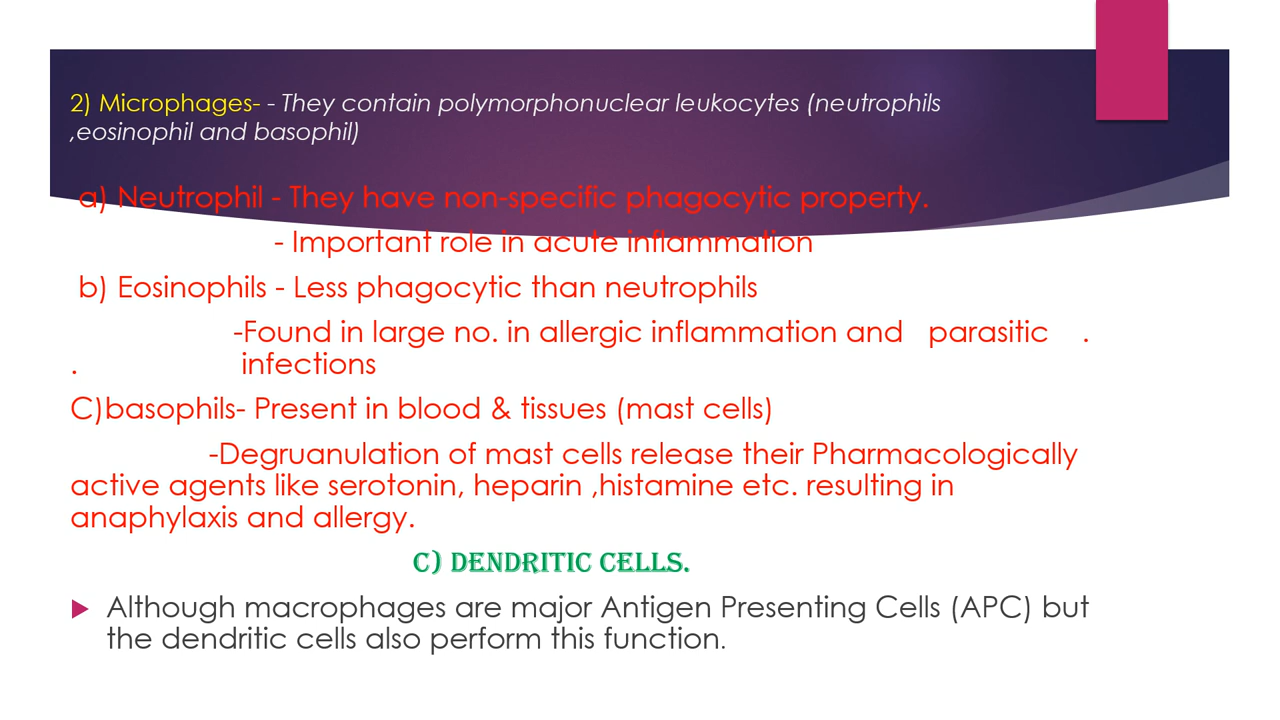 2) Microphages- - They contain polymorphonuclear leukocytes (neutrophils
,eosinophil and basophil)
a) Neutrophil - They have non-specific phagocytic property.
- Important role in acute inflammation
b) Eosinophils - Less phagocytic than neutrophils
-Found in large no. in allergic inflammation and parasitic .
. infections
C)basophils- Present in blood & tissues (mast cells)
-Degruanulation of mast cells release their Pharmacologically
active agents like serotonin, heparin ,histamine etc. resulting in
anaphylaxis and allergy.
C) DENDRITIC CELLS.
Although macrophages are major Antigen Presenting Cells (APC) but
the dendritic cells also perform this function.